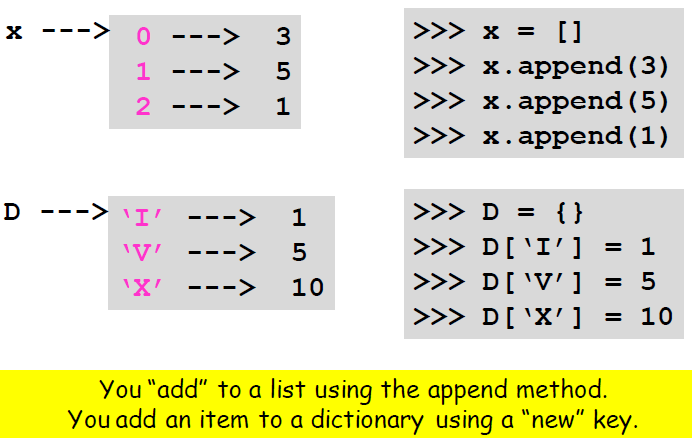 x ---> 0 ---> 3
1 ---> 5
2 ---> 1
>>> x = []
>>> x.append(3)
>>> x.append(5)
>>> x.append(1)
D ---> ‘I’ ---> 1
‘V’ ---> 5
‘X’ ---> 10
>>> D = {}
>>> D[‘I’] = 1
>>> D[‘V’] = 5
>>> D[‘X’] = 10
You “add” to a list using the append method.
You add an item to a dictionary using a “new” key.